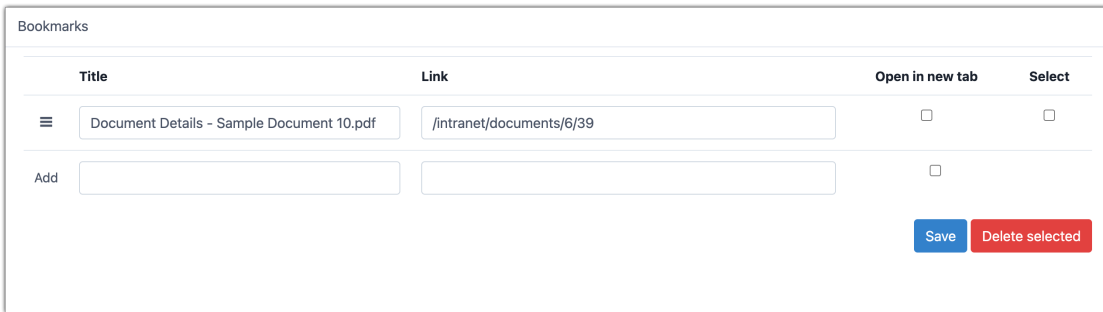 Bookmarks
Title Link Open in new tab Select
Document Details - Sample Document 10.pdf /intranet/documents/6/39
Add
Save Delete selected